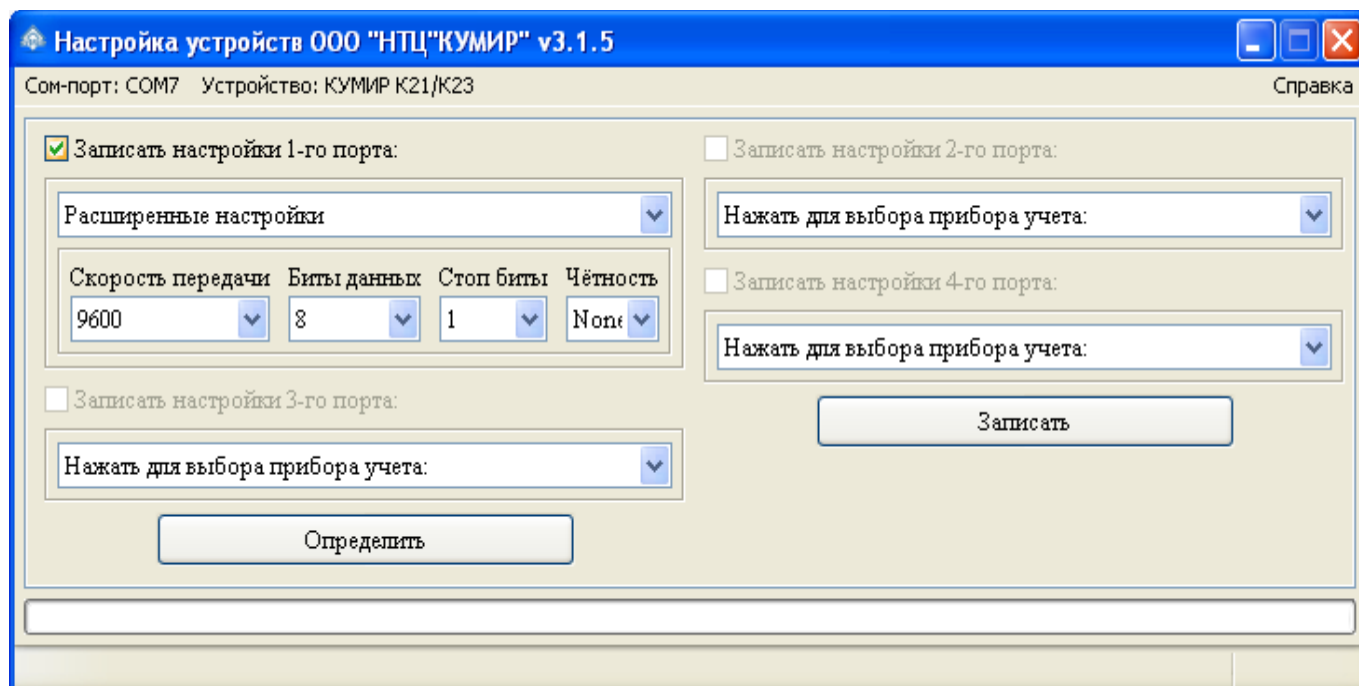 Настройка устройств ООО "НТЦ"КУМИР" v3.1.5
Сом-порт: COM7 Устройство: КУМИР К21/К23 Справка
Записать настройки 1-го порта:
Расширенные настройки
Скорость передачи Биты данных Стоп биты Чётность
9600 8 1 None
Записать настройки 3-го порта:
Нажать для выбора прибора учета:
Определить
Записать настройки 2-го порта:
Нажать для выбора прибора учета:
Записать настройки 4-го порта:
Нажать для выбора прибора учета:
Записать